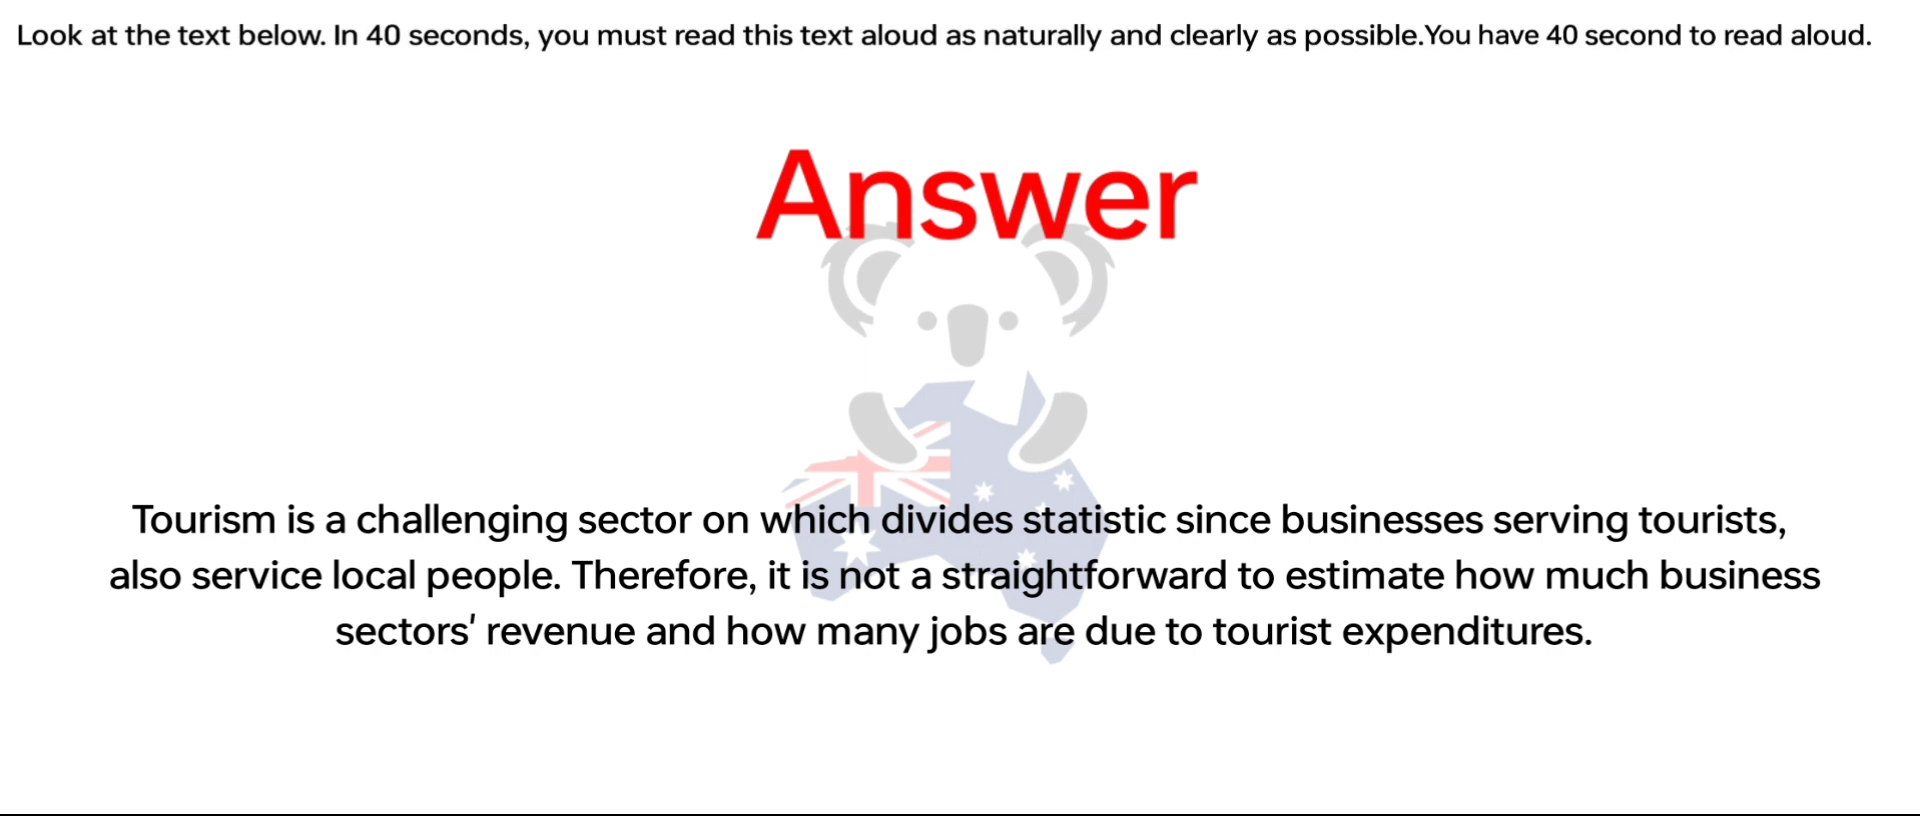 Look at the text below. In 40 seconds, you must read this text aloud as naturally and clearly as possible.You have 40 second to read aloud.
Answer
Tourism is a challenging sector on which divides statistic since businesses serving tourists,
also service local people. Therefore, it is not a straightforward to estimate how much business
sectors' revenue and how many jobs are due to tourist expenditures.